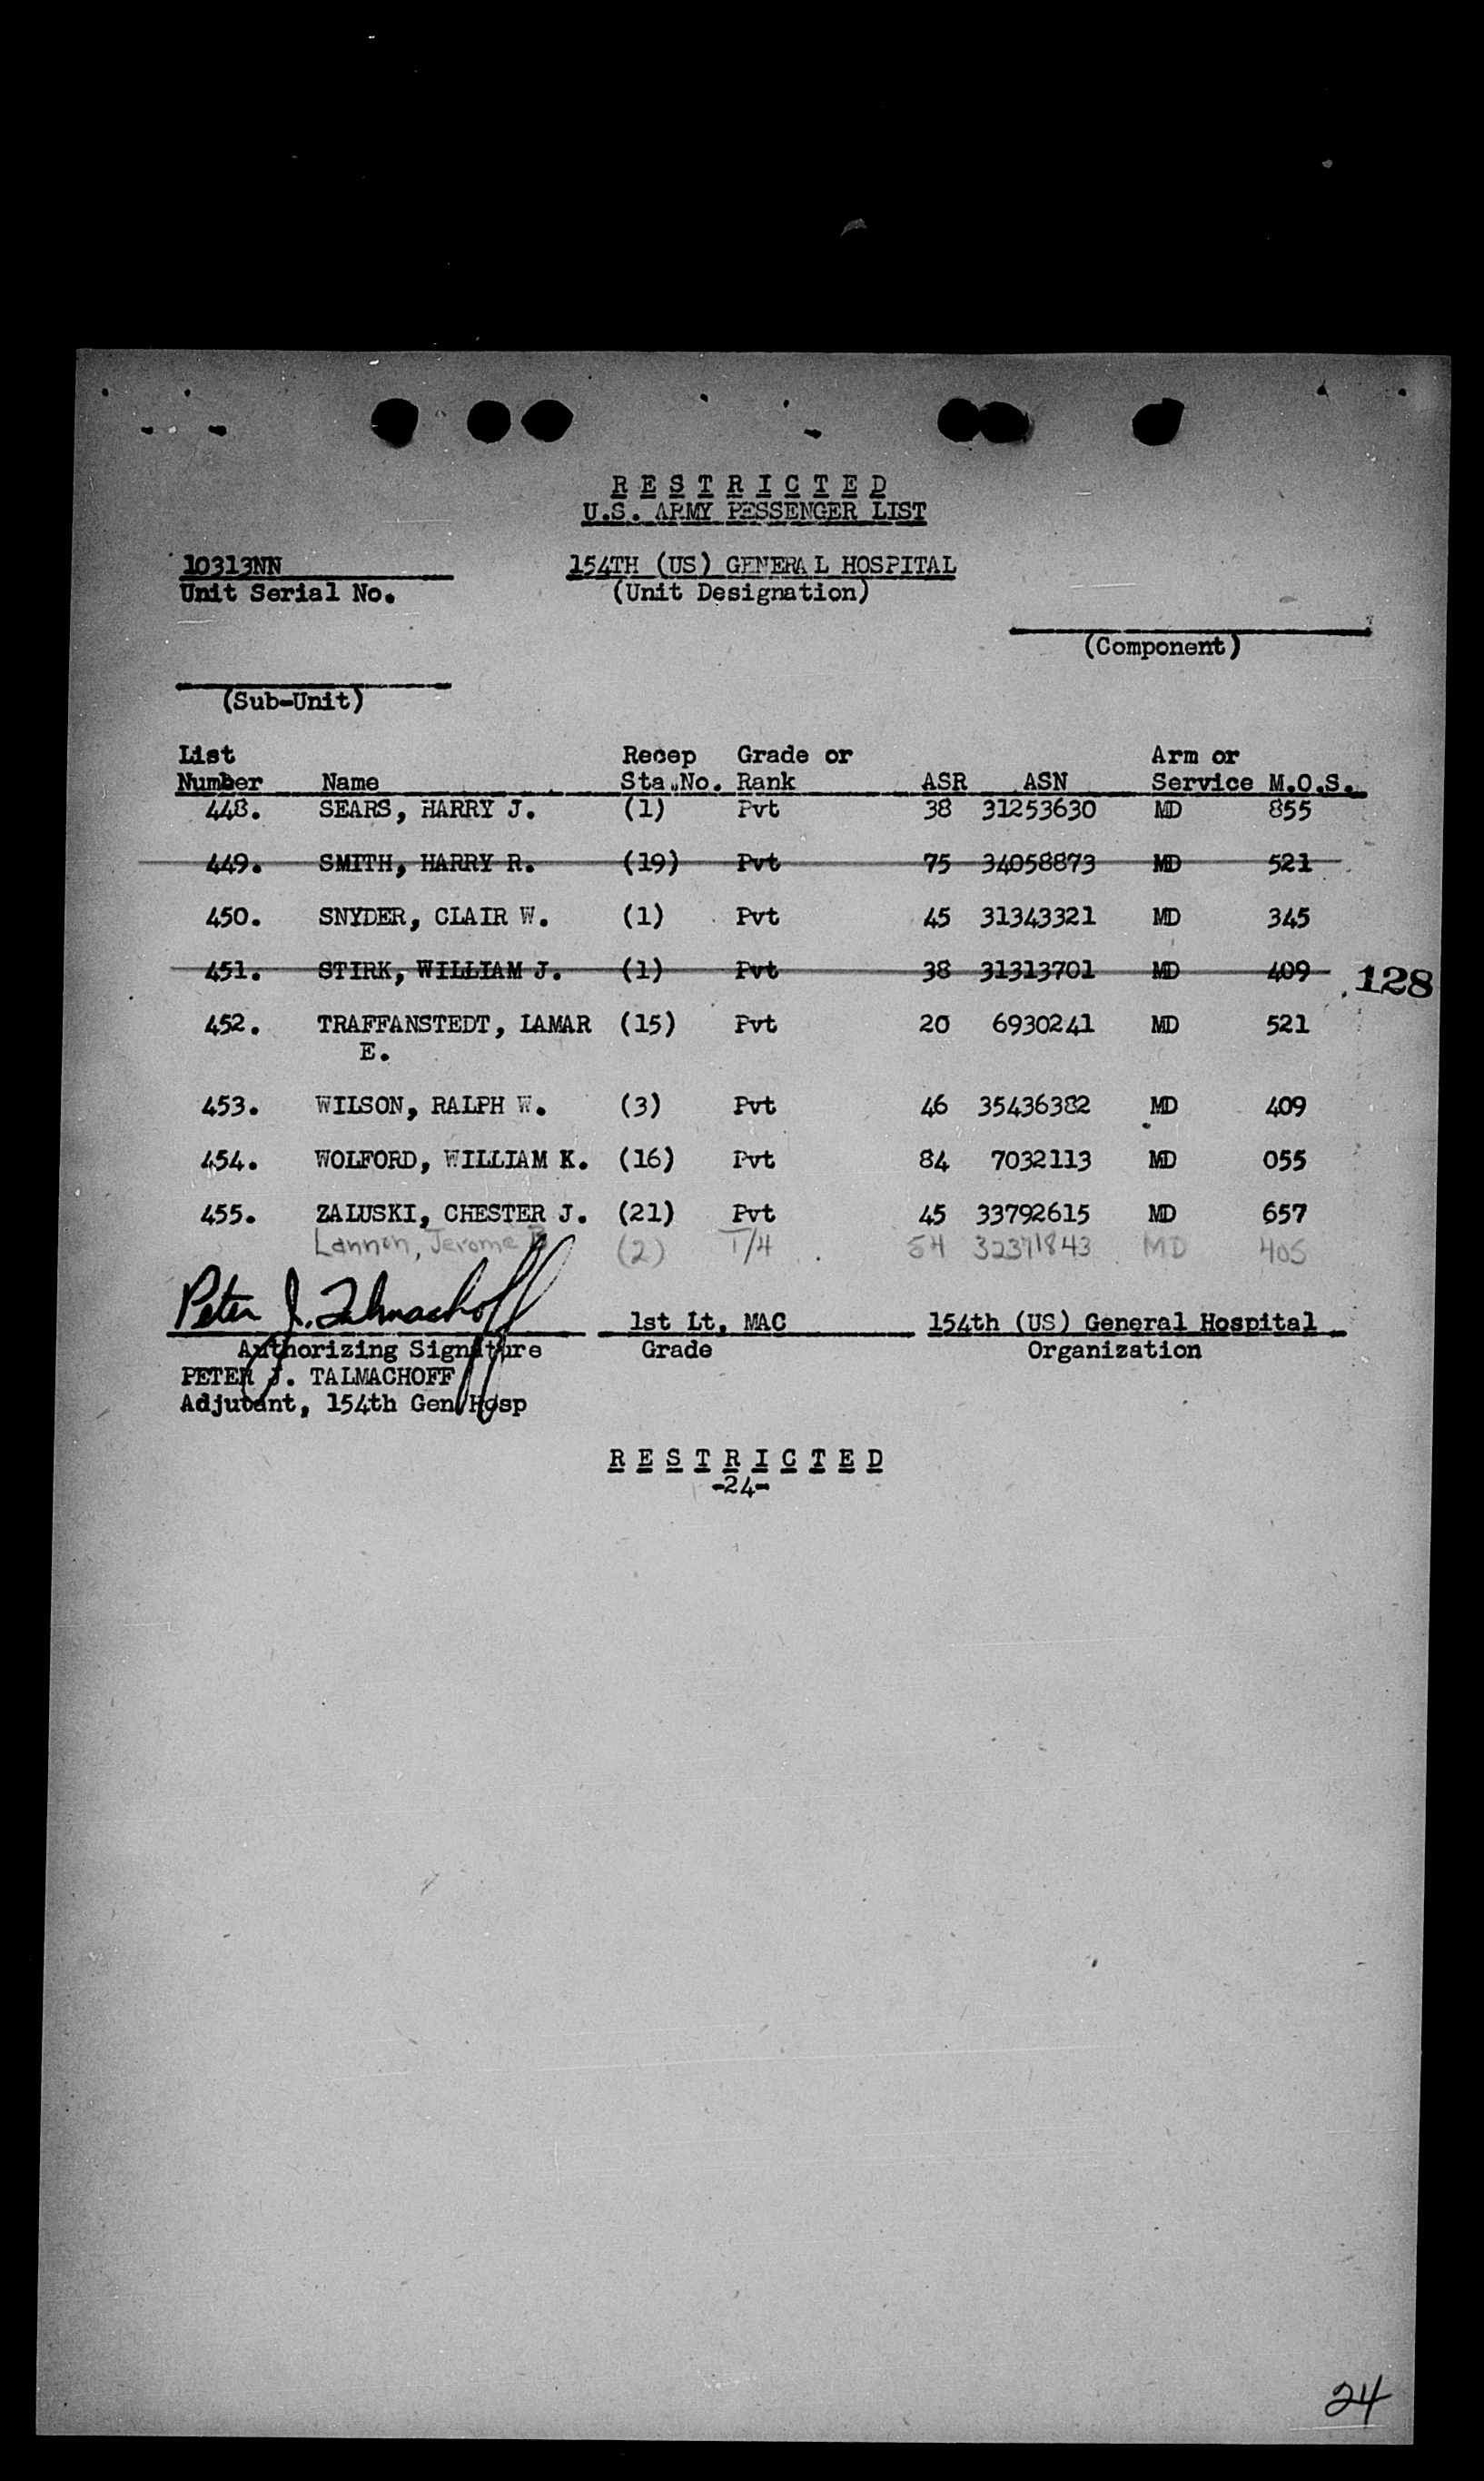 R E S T R I C T E D
U.S. ARMY PESSENGER LIST
10313NN 154TH (US) GENERAL HOSPITAL
Unit Serial No. (Unit Designation)
(Component)
(Sub-Unit)
List Recep Grade or Arm or
Number Name Sta.No. Rank ASR ASN Service M.O.S.
448. SEARS, HARRY J. (1) Pvt 38 31253630 MD 855
449. SMITH, HARRY R. (19) Pvt 75 34058873 MD 521
450. SNYDER, CLAIR W. (1) Pvt 45 31343321 MD 345
451. STIRK, WILLIAM J. (1) Pvt 38 31313701 MD 409
128
452. TRAFFANSTEDT, LAMAR (15) Pvt 20 6930241 MD 521
E.
453. WILSON, RALPH W. (3) Pvt 46 35436382 MD 409
454. WOLFORD, WILLIAM K. (16) Pvt 84 7032113 MD 055
455. ZALUSKI, CHESTER J. (21) Pvt 45 33792615 MD 657
Lannon, Jerome (2) T/4 54 32371843 MD 405
Peter J. Talmachoff 1st Lt, MAC 154th (US) General Hospital
Authorizing Signature Grade Organization
PETER J. TALMACHOFF
Adjutant, 154th Gen Hosp
R E S T R I C T E D
-24-
24